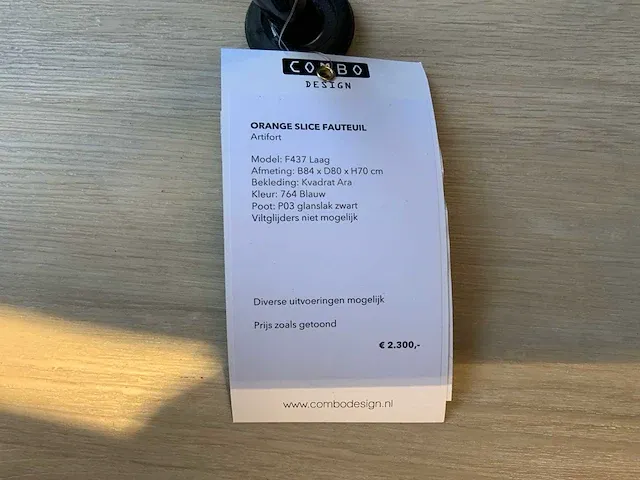 COMBO
DESIGN
ORANGE SLICE FAUTEUIL
Artifort
Model: F437 Laag
Afmeting: B84 x D80 x H70 cm
Bekleding: Kvadrat Ara
Kleur: 764 Blauw
Poot: P03 glanslak zwart
Viltglijders niet mogelijk
Diverse uitvoeringen mogelijk
Prijs zoals getoond
€ 2.300,-
www.combodesign.nl